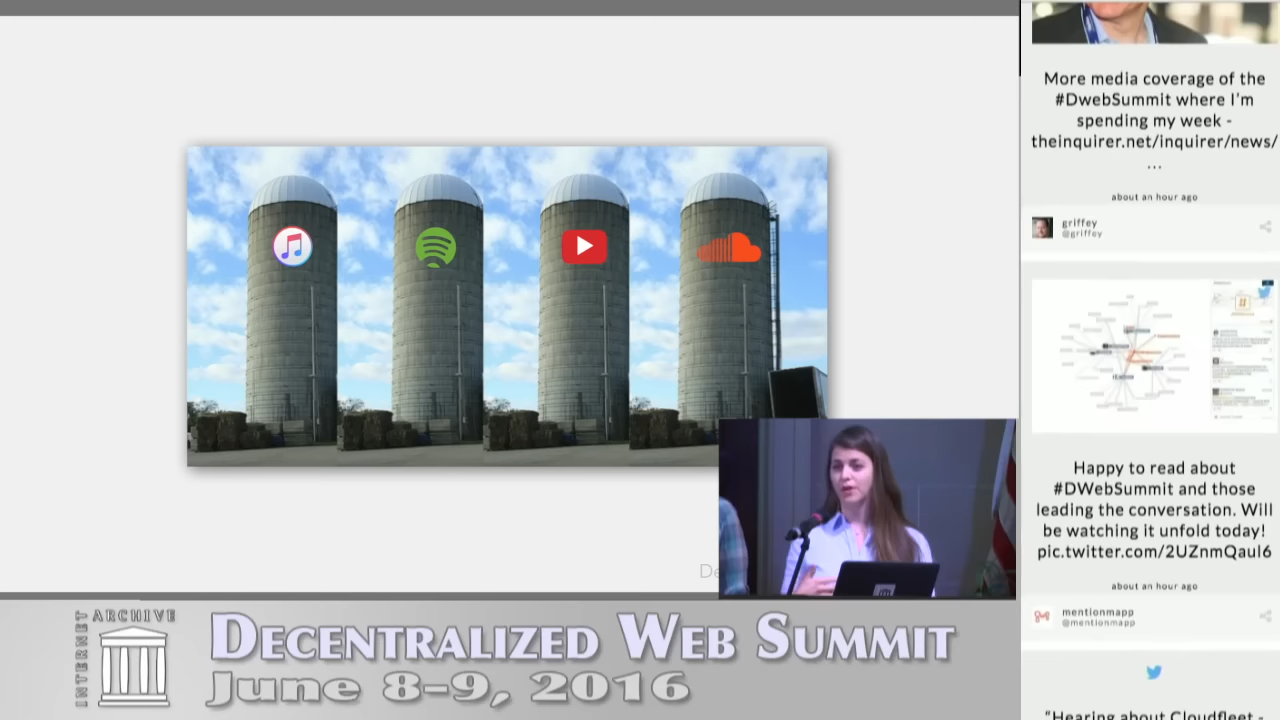 De
INTERNET
ARCHIVE
DECENTRALIZED WEB SUMMIT
June 8-9, 2016
More media coverage of the
#DwebSummit where I'm
spending my week -
theinquirer.net/inquirer/news/
...
about an hour ago
griffey
@griffey
Happy to read about
#DWebSummit and those
leading the conversation. Will
be watching it unfold today!
pic.twitter.com/2UZnmQaul6
about an hour ago
mentionmapp
@mentionmapp
“Hearing about Cloudfleet -